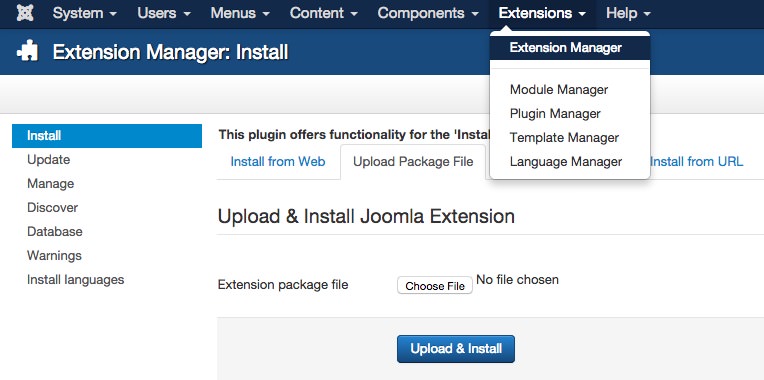 System Users Menus Content Components Extensions Help
Extension Manager: Install
Extension Manager
Module Manager
Plugin Manager
Template Manager
Language Manager
Install
Update
Manage
Discover
Database
Warnings
Install languages
This plugin offers functionality for the 'Instal
Install from Web Upload Package File Install from URL
Upload & Install Joomla Extension
Extension package file Choose File No file chosen
Upload & Install